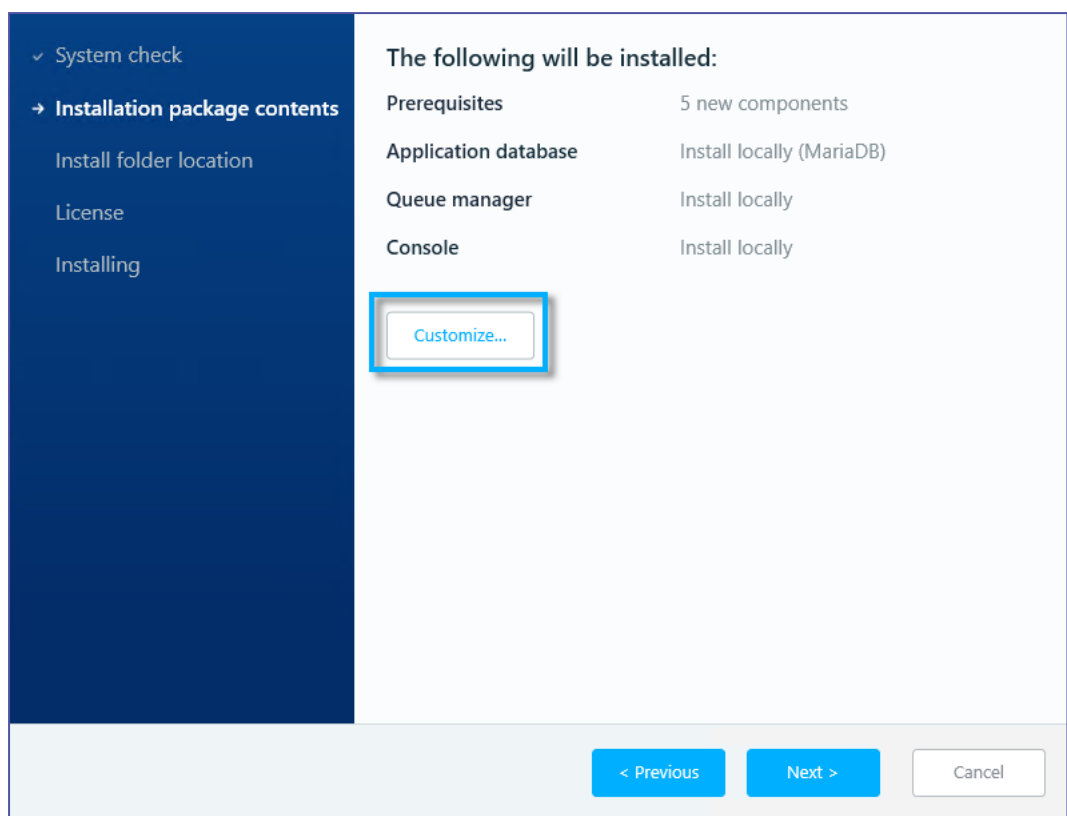 System check
Installation package contents
Install folder location
License
Installing
The following will be installed:
Prerequisites 5 new components
Application database Install locally (MariaDB)
Queue manager Install locally
Console Install locally
Customize...
< Previous Next > Cancel